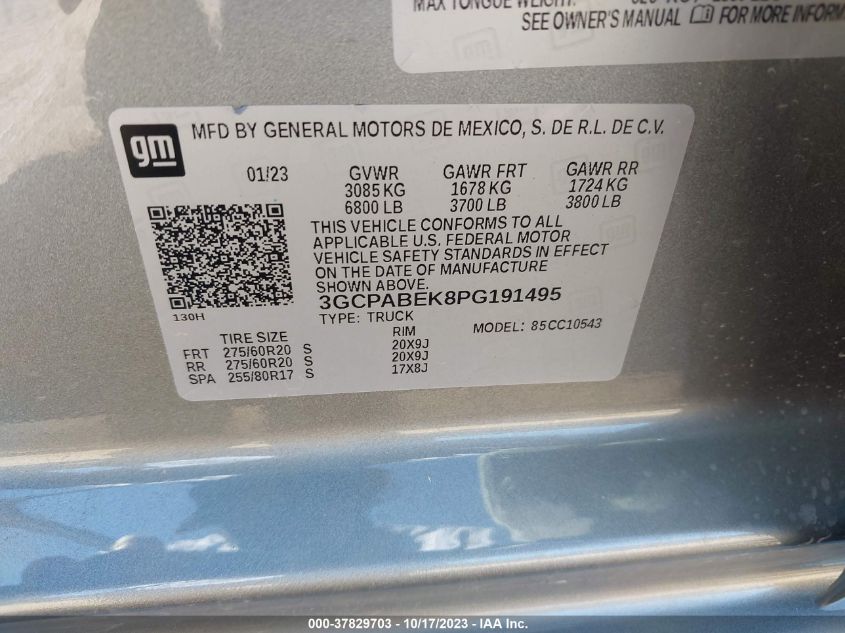 SEE OWNER'S MANUAL FOR MORE INFORM
gm
MFD BY GENERAL MOTORS DE MEXICO, S. DE R.L. DE C.V.
01/23 GVWR GAWR FRT GAWR RR
3085 KG 1678 KG 1724 KG
6800 LB 3700 LB 3800 LB
THIS VEHICLE CONFORMS TO ALL
APPLICABLE U.S. FEDERAL MOTOR
VEHICLE SAFETY STANDARDS IN EFFECT
ON THE DATE OF MANUFACTURE
SHOWN ABOVE.
3GCPABEK8PG191495
130H
TYPE: TRUCK MODEL: 85CC10543
TIRE SIZE RIM
FRT 275/60R20 S 20X9J
RR 275/60R20 S 20X9J
SPA 255/80R17 S 17X8J
000-37829703 - 10/17/2023 - IAA Inc.